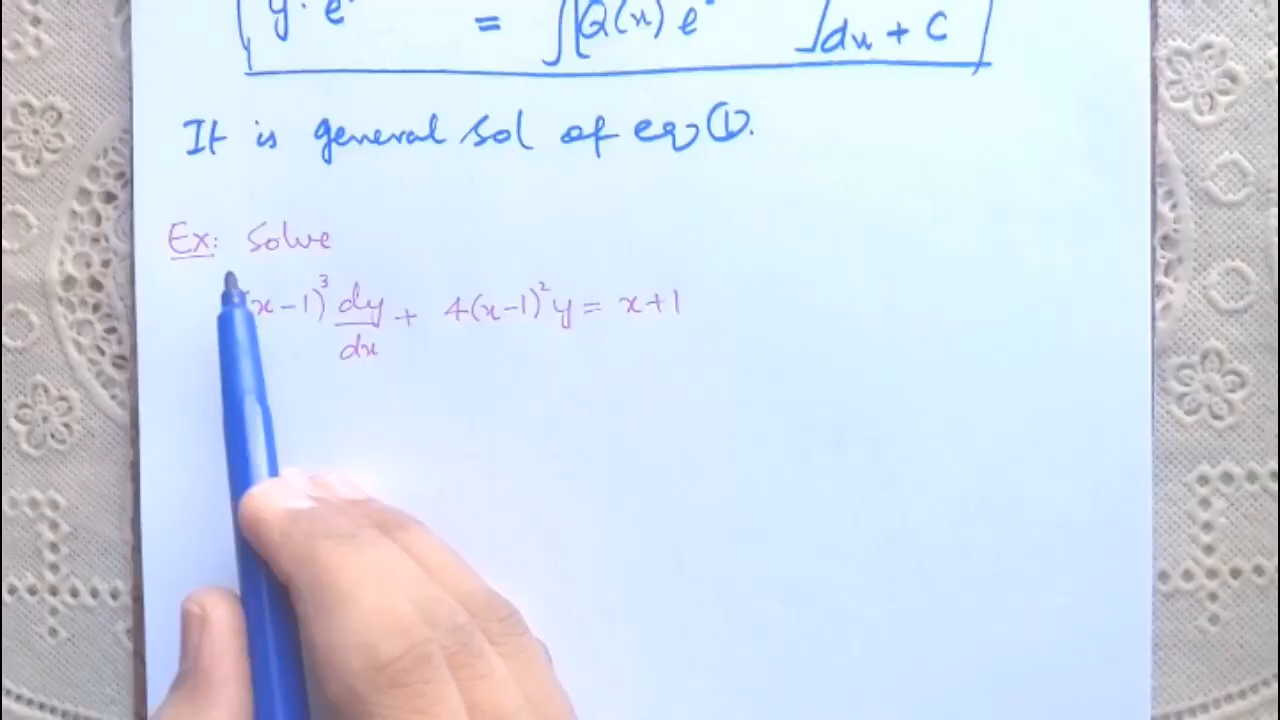 y. e = ∫[Q(x) e ]dx + C
It is general sol of eq ①.
Ex: Solve
(x-1)³ dy/dx + 4(x-1)² y = x+1